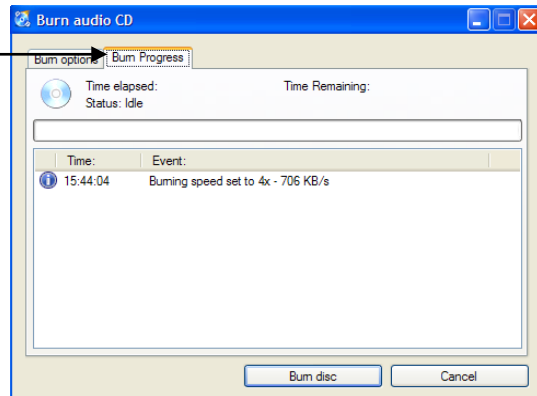 Burn audio CD
Burn options Burn Progress
Time elapsed: Time Remaining:
Status: Idle
Time: Event:
15:44:04 Burning speed set to 4x - 706 KB/s
Burn disc Cancel